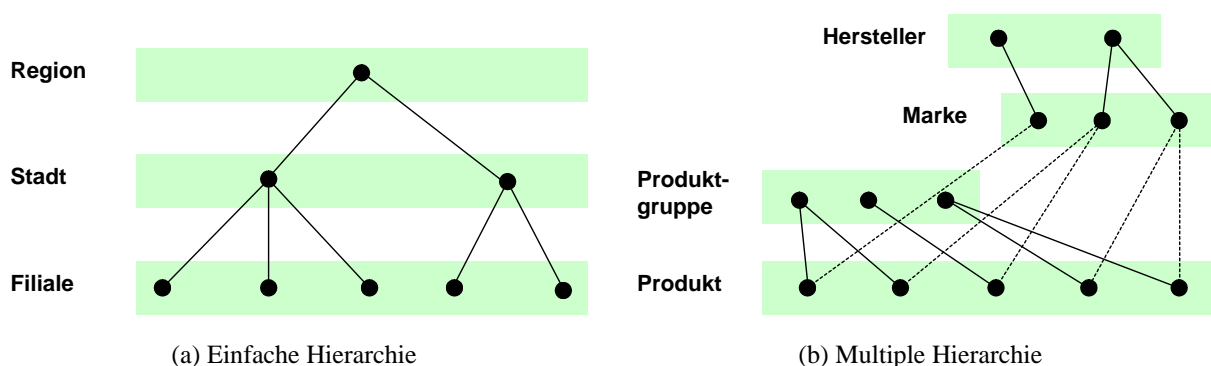 Region
Stadt
Filiale
(a) Einfache Hierarchie
Hersteller
Marke
Produkt-
gruppe
Produkt
(b) Multiple Hierarchie